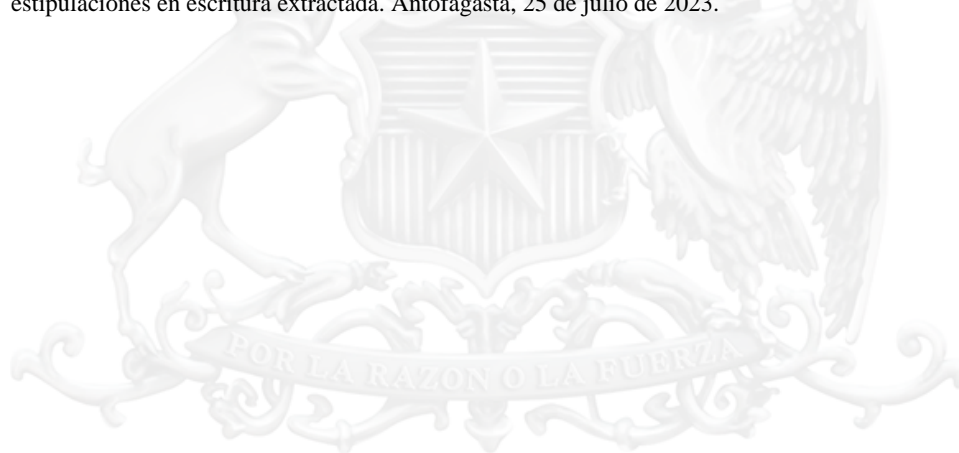 estipulaciones en escritura extractada. Antofagasta, 25 de julio de 2023.
POR LA RAZON O LA FUERZA